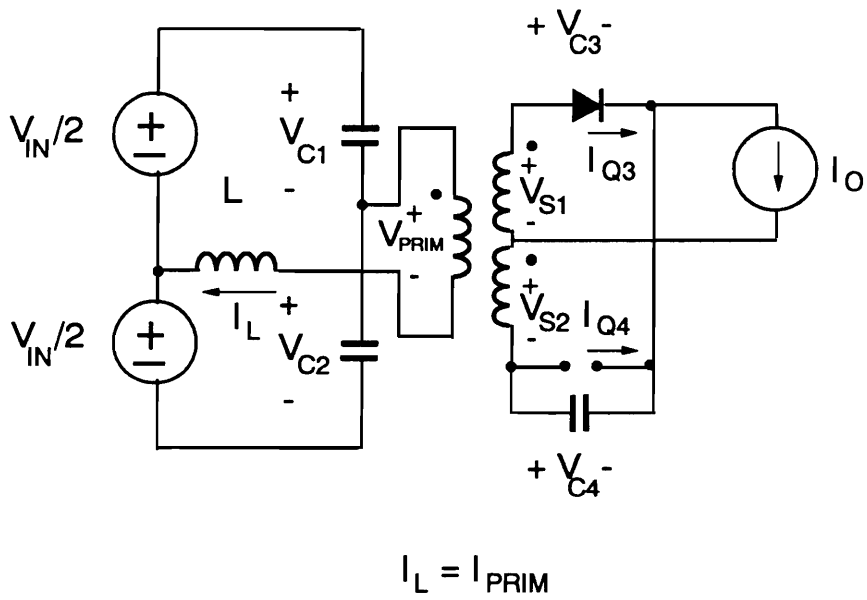 + V_C3 -
V_IN/2
+
-
+
V_C1
-
L
+
V_PRIM
-
+
V_S1
-
I_Q3
I_O
I_L
V_IN/2
+
-
+
V_C2
-
+
V_S2
-
I_Q4
+ V_C4 -
I_L = I_PRIM